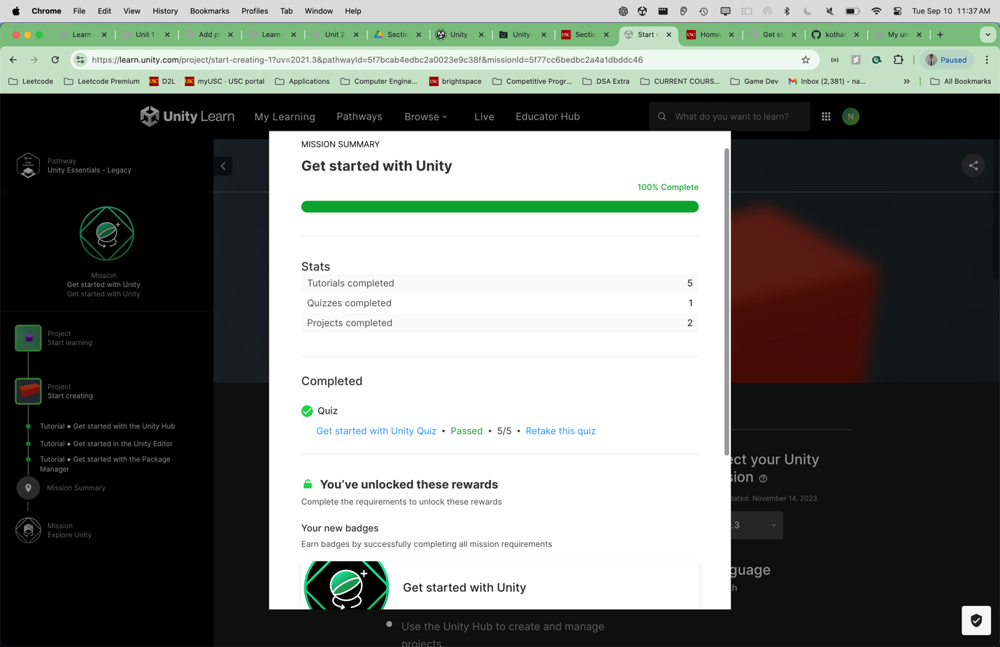 Chrome File Edit View History Bookmarks Profiles Tab Window Help Tue Sep 10 11:37 AM
Learn Unit 1 Add pl Learn Unit 2 Sectio Unity Unity Sectio Start c Home Get st kothar My uni
https://learn.unity.com/project/start-creating-1?uv=2021.3&pathwayId=5f7bcab4edbc2a0023e9c38f&missionId=5f77cc6bedbc2a4a1dbddc46 Paused
Leetcode Leetcode Premium USC D2L USC myUSC · USC portal Applications Computer Engine... USC brightspace Competitive Progr... DSA Extra CURRENT COURS... Game Dev Inbox (2,381) - na... » All Bookmarks
Unity Learn My Learning Pathways Browse Live Educator Hub What do you want to learn? N
Pathway
Unity Essentials - Legacy
Mission
Get started with Unity
Get started with Unity
Project
Start learning
Project
Start creating
Tutorial ● Get started with the Unity Hub
Tutorial ● Get started in the Unity Editor
Tutorial ● Get started with the Package
Manager
Mission Summary
Mission
Explore Unity
MISSION SUMMARY
Get started with Unity
100% Complete
Stats
Tutorials completed 5
Quizzes completed 1
Projects completed 2
Completed
Quiz
Get started with Unity Quiz • Passed • 5/5 • Retake this quiz
You've unlocked these rewards
Complete the requirements to unlock these rewards
Your new badges
Earn badges by successfully completing all mission requirements
Get started with Unity
ect your Unity
sion
dated: November 14, 2023
.3
guage
h
Use the Unity Hub to create and manage
projects.